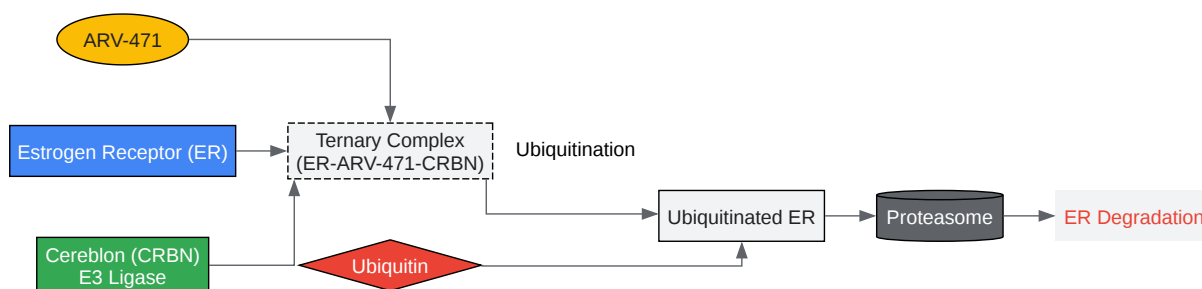 ARV-471
Estrogen Receptor (ER)
Ternary Complex
(ER-ARV-471-CRBN)
Ubiquitination
Cereblon (CRBN)
E3 Ligase
Ubiquitin
Ubiquitinated ER
Proteasome
ER Degradation